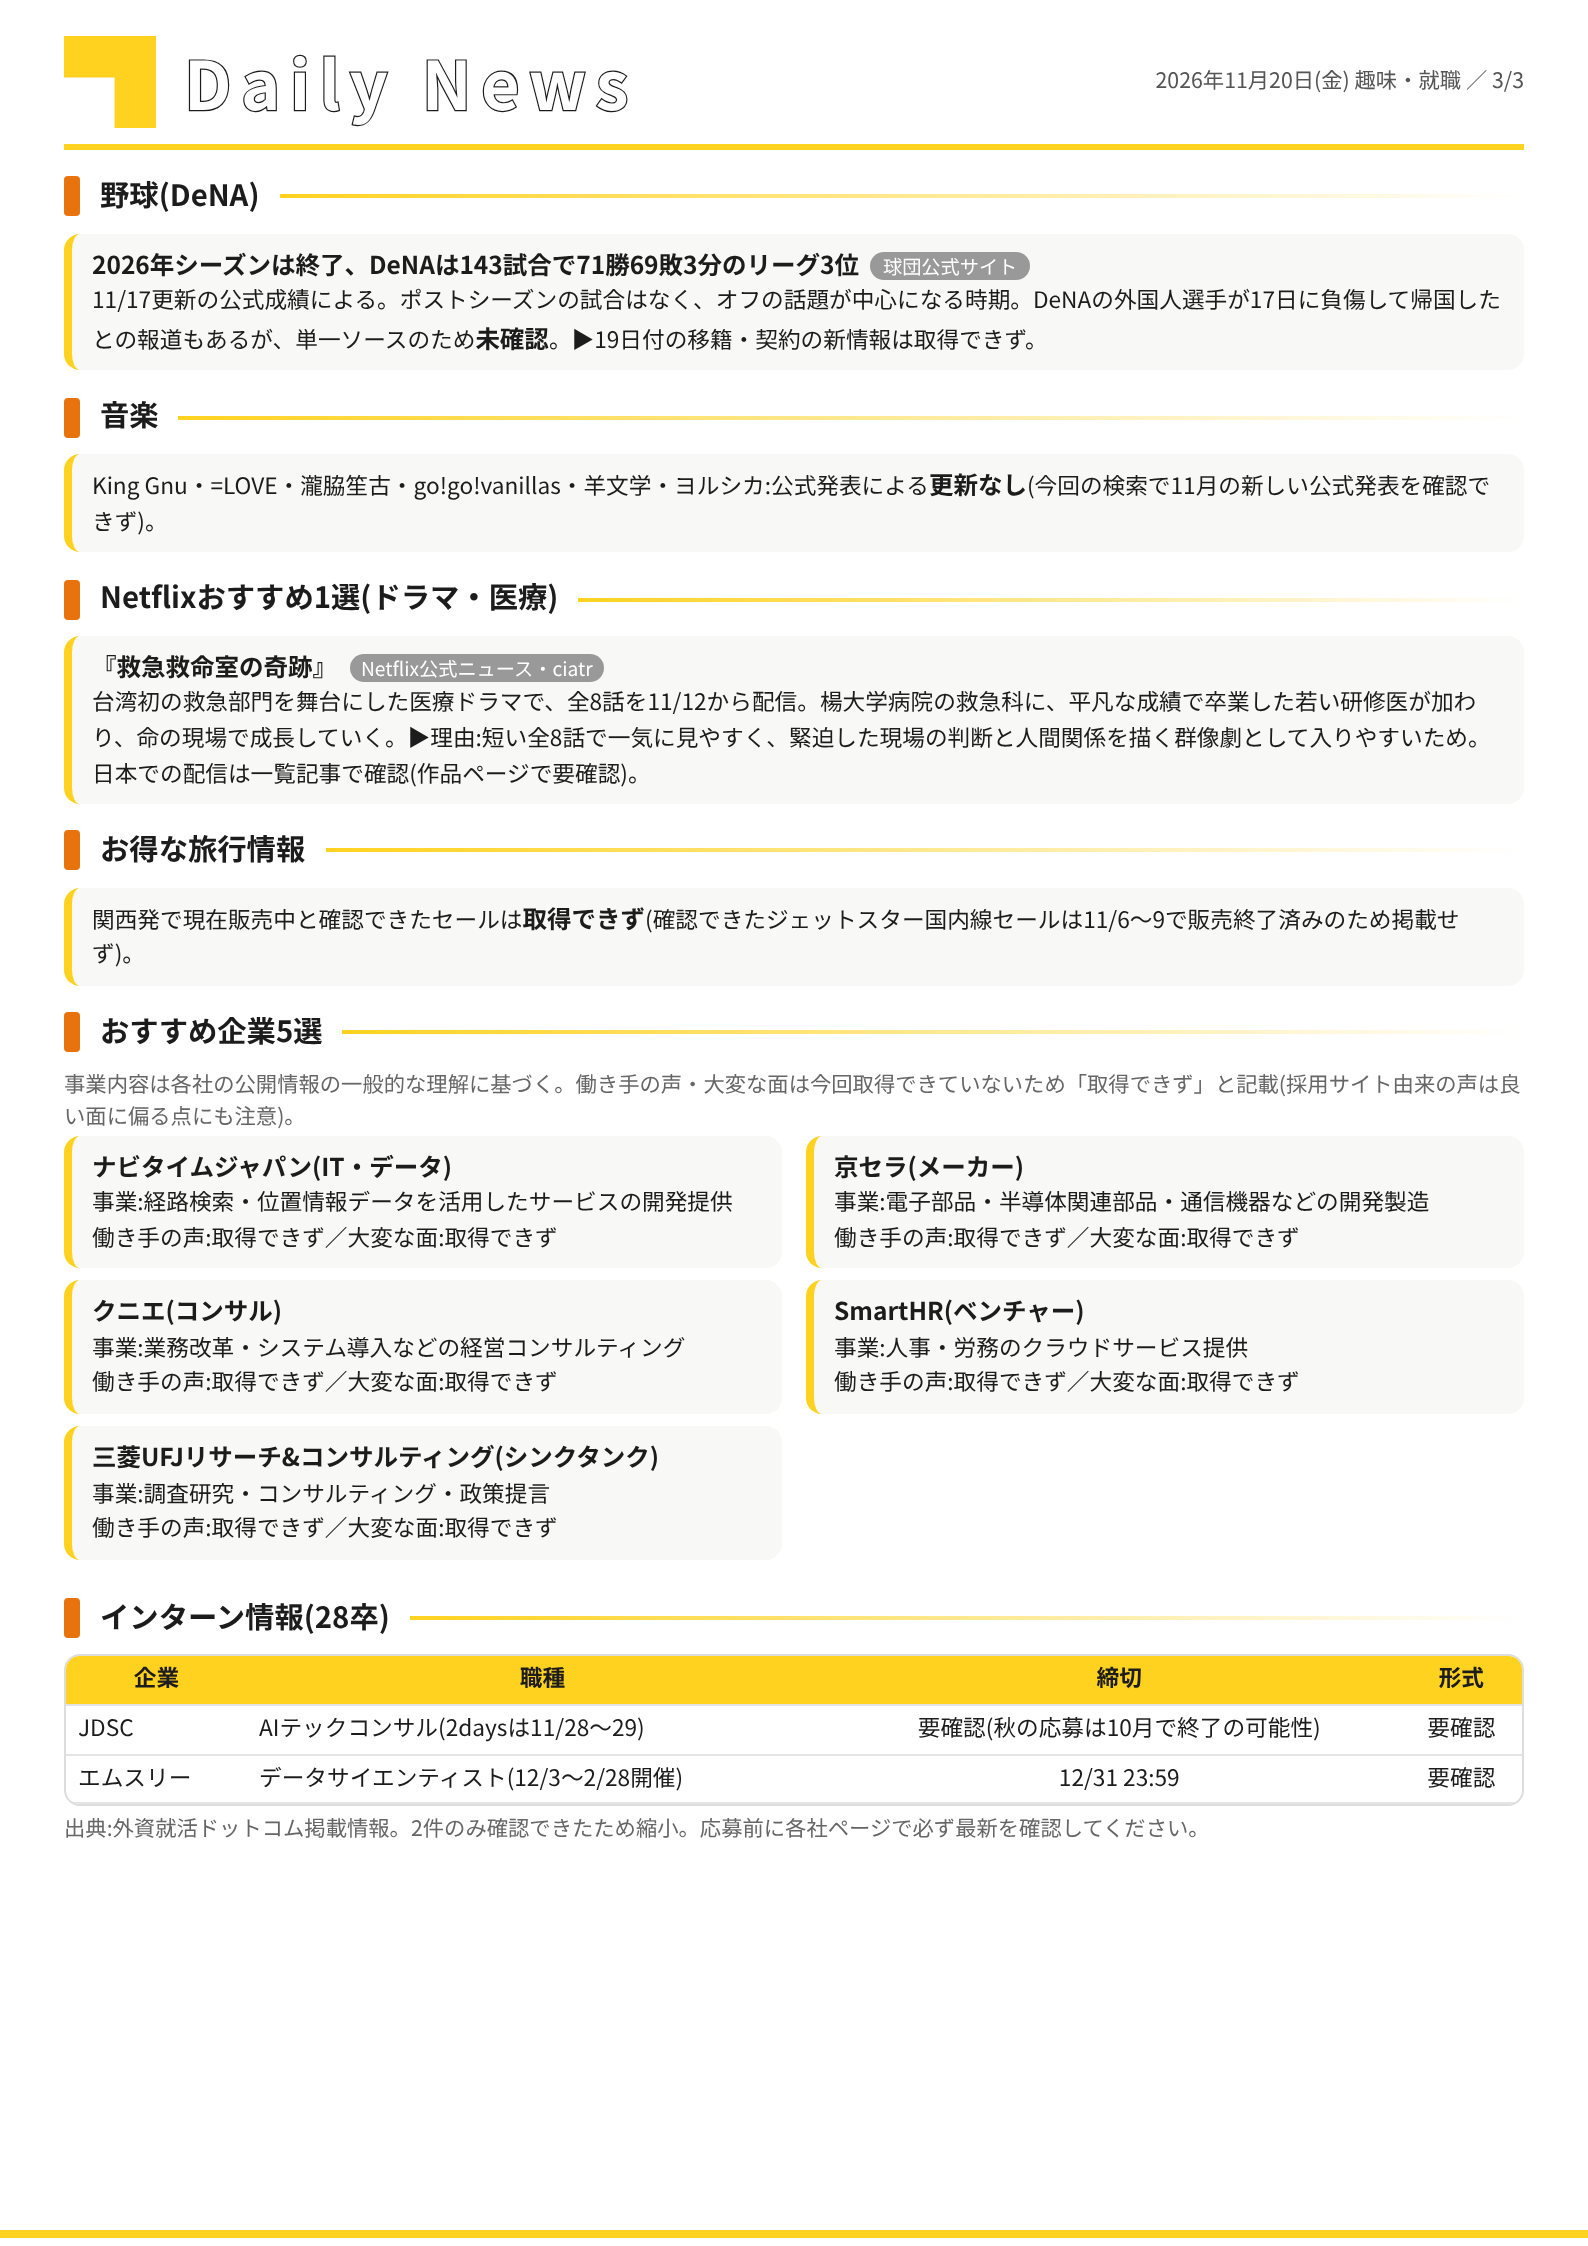 Daily News
2026年11月20日(金) 趣味・就職 ／ 3/3
野球(DeNA)
2026年シーズンは終了、DeNAは143試合で71勝69敗3分のリーグ3位 球団公式サイト
11/17更新の公式成績による。ポストシーズンの試合はなく、オフの話題が中心になる時期。DeNAの外国人選手が17日に負傷して帰国した
との報道もあるが、単一ソースのため未確認。▶19日付の移籍・契約の新情報は取得できず。
音楽
King Gnu・=LOVE・瀧脇笙古・go!go!vanillas・羊文学・ヨルシカ:公式発表による更新なし(今回の検索で11月の新しい公式発表を確認で
きず)。
Netflixおすすめ1選(ドラマ・医療)
『救急救命室の奇跡』 Netflix公式ニュース・ciatr
台湾初の救急部門を舞台にした医療ドラマで、全8話を11/12から配信。楊大学病院の救急科に、平凡な成績で卒業した若い研修医が加わ
り、命の現場で成長していく。▶理由:短い全8話で一気に見やすく、緊迫した現場の判断と人間関係を描く群像劇として入りやすいため。
日本での配信は一覧記事で確認(作品ページで要確認)。
お得な旅行情報
関西発で現在販売中と確認できたセールは取得できず(確認できたジェットスター国内線セールは11/6〜9で販売終了済みのため掲載せ
ず)。
おすすめ企業5選
事業内容は各社の公開情報の一般的な理解に基づく。働き手の声・大変な面は今回取得できていないため「取得できず」と記載(採用サイト由来の声は良
い面に偏る点にも注意)。
ナビタイムジャパン(IT・データ)
事業:経路検索・位置情報データを活用したサービスの開発提供
働き手の声:取得できず／大変な面:取得できず
京セラ(メーカー)
事業:電子部品・半導体関連部品・通信機器などの開発製造
働き手の声:取得できず／大変な面:取得できず
クニエ(コンサル)
事業:業務改革・システム導入などの経営コンサルティング
働き手の声:取得できず／大変な面:取得できず
SmartHR(ベンチャー)
事業:人事・労務のクラウドサービス提供
働き手の声:取得できず／大変な面:取得できず
三菱UFJリサーチ&コンサルティング(シンクタンク)
事業:調査研究・コンサルティング・政策提言
働き手の声:取得できず／大変な面:取得できず
インターン情報(28卒)
企業 職種 締切 形式
JDSC AIテックコンサル(2daysは11/28〜29) 要確認(秋の応募は10月で終了の可能性) 要確認
エムスリー データサイエンティスト(12/3〜2/28開催) 12/31 23:59 要確認
出典:外資就活ドットコム掲載情報。2件のみ確認できたため縮小。応募前に各社ページで必ず最新を確認してください。